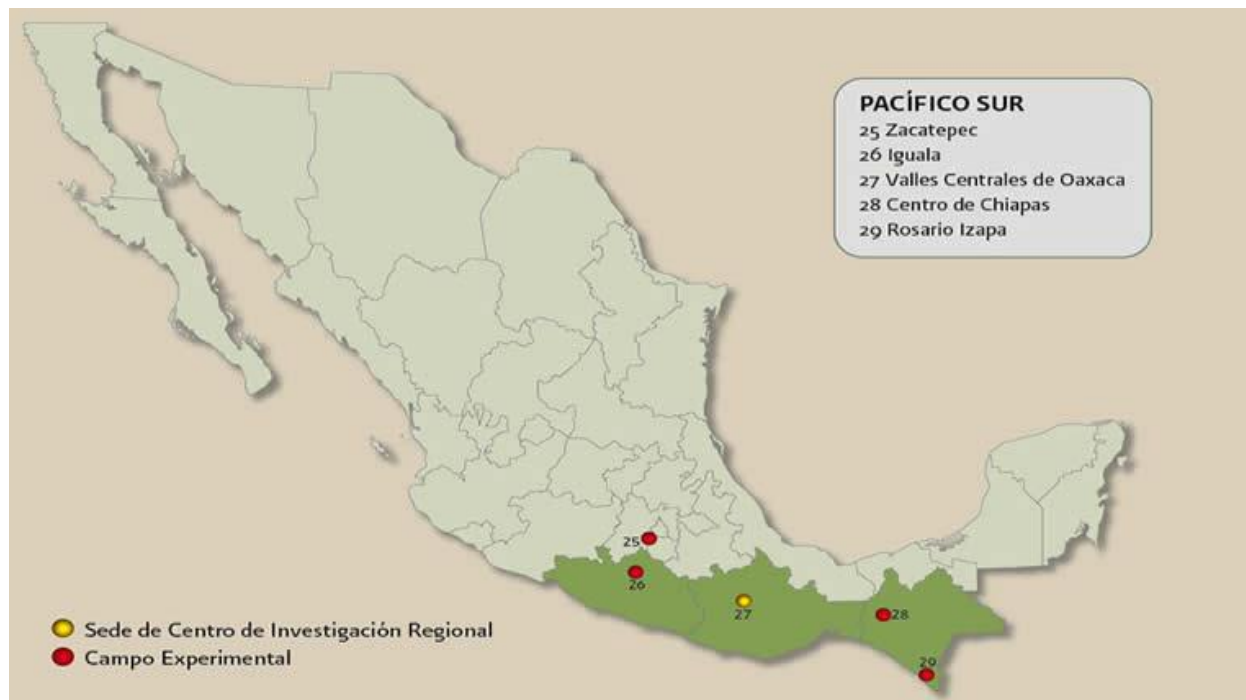 PACÍFICO SUR
25 Zacatepec
26 Iguala
27 Valles Centrales de Oaxaca
28 Centro de Chiapas
29 Rosario Izapa
25
26
27
28
29
Sede de Centro de Investigación Regional
Campo Experimental